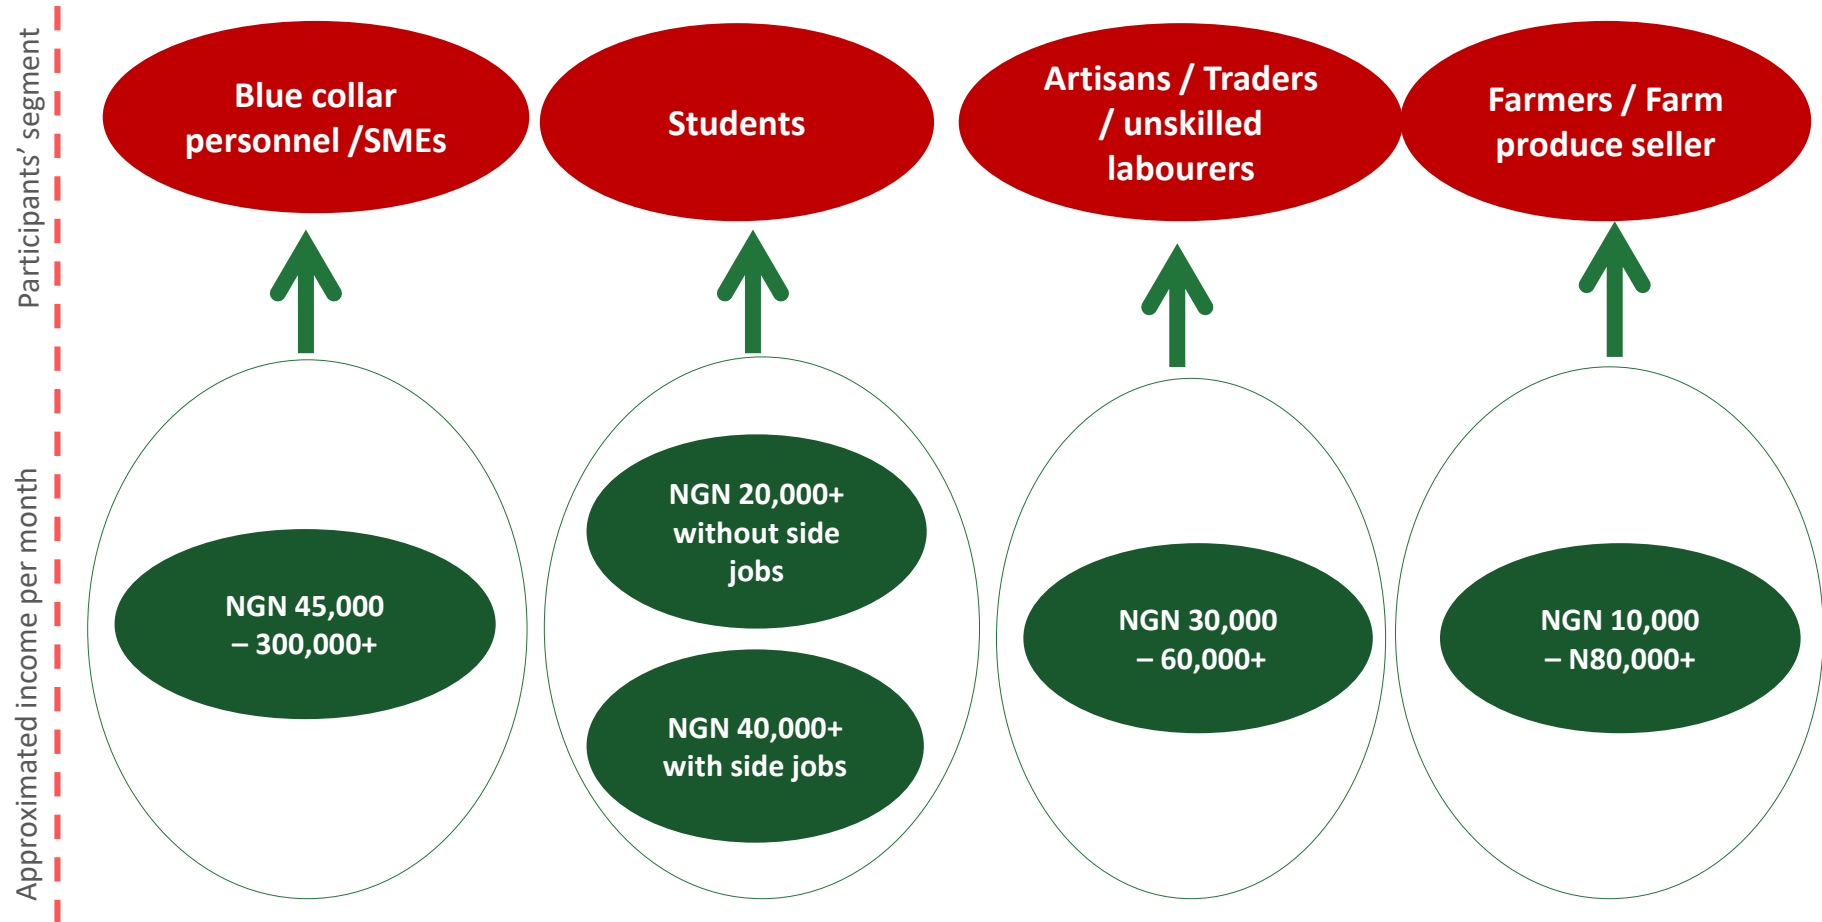 Participants’ segment
Blue collar
personnel /SMEs
Students
Artisans / Traders
/ unskilled
labourers
Farmers / Farm
produce seller
Approximated income per month
NGN 45,000
– 300,000+
NGN 20,000+
without side
jobs
NGN 40,000+
with side jobs
NGN 30,000
– 60,000+
NGN 10,000
– N80,000+